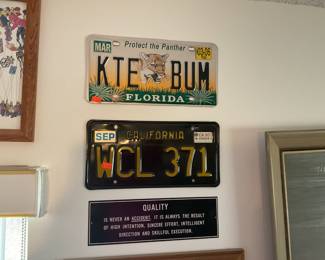 MAR
Protect the Panther
KTE BUM
FLORIDA
SEP
CALIFORNIA
WCL 371
QUALITY
IS NEVER AN ACCIDENT. IT IS ALWAYS THE RESULT
OF HIGH INTENTION, SINCERE EFFORT, INTELLIGENT
DIRECTION AND SKILLFUL EXECUTION.